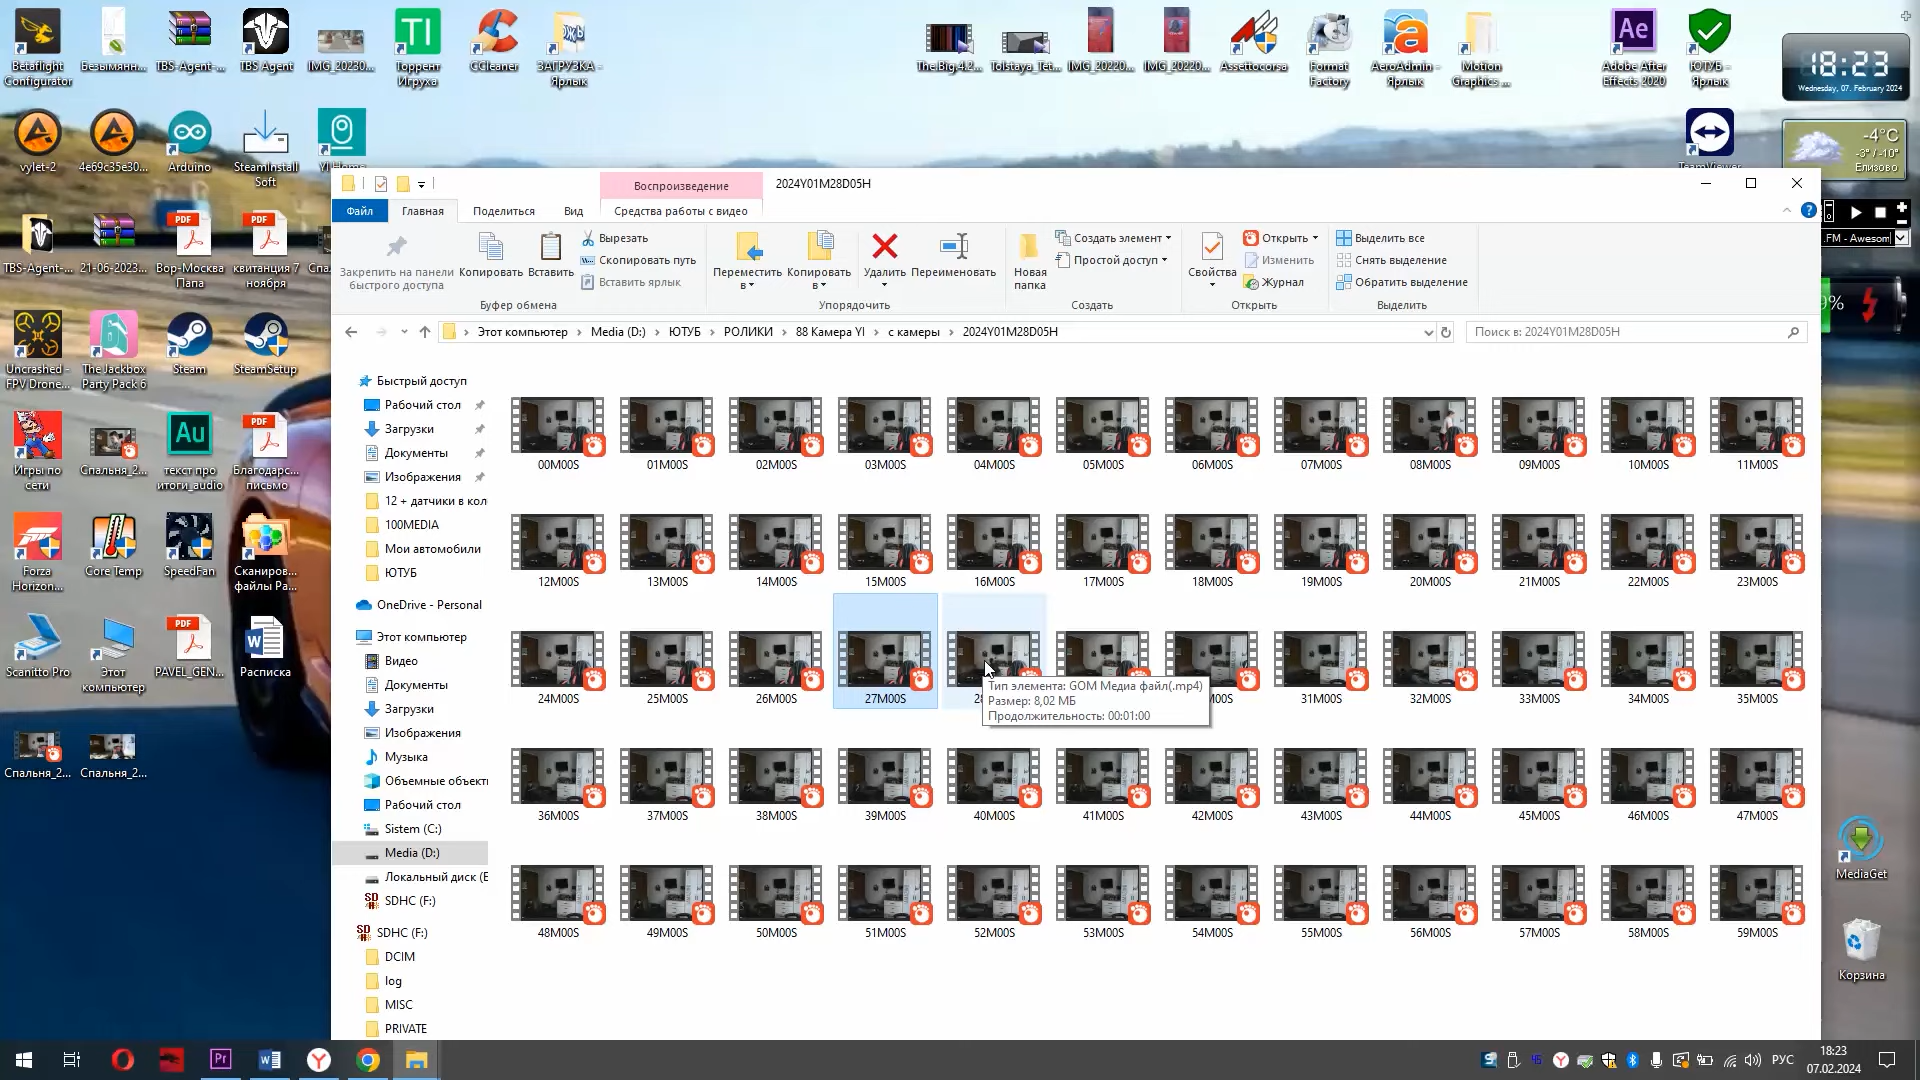 Betaflight Configurator
Безымянн...
TBS-Agent-...
TBS Agent
IMG_20230...
Торрент Игруха
CCleaner
ЗАГРУЗКА - Ярлык
The.Big.4.2...
Tolstaya_Tet...
IMG_20220...
IMG_20220...
Assettocorsa
Format Factory
AeroAdmin - Ярлык
Motion Graphics ...
Adobe After Effects 2020
ЮТУБ - Ярлык
18:23
Wednesday, 07. February 2024
vylet-2
4e69c35e30...
Arduino
SteamInstall Soft
YI Home
TeamViewer
-4°C
-3° / -10°
Елизово
Воспроизведение
2024Y01M28D05H
Файл
Главная
Поделиться
Вид
Средства работы с видео
.FM - Awesom
Закрепить на панели быстрого доступа
Копировать
Вставить
Вырезать
Скопировать путь
Вставить ярлык
Буфер обмена
Переместить в
Копировать в
Удалить
Переименовать
Упорядочить
Новая папка
Создать элемент
Простой доступ
Создать
Свойства
Открыть
Изменить
Журнал
Открыть
Выделить все
Снять выделение
Обратить выделение
Выделить
9%
TBS-Agent-...
21-06-2023...
PDF
Вор-Москва Папа
PDF
квитанция 7 ноября
Спа...
Этот компьютер
Media (D:)
ЮТУБ
РОЛИКИ
88 Камера YI
с камеры
2024Y01M28D05H
Поиск в: 2024Y01M28D05H
Uncrashed - FPV Drone...
The Jackbox Party Pack 6
Steam
SteamSetup
Игры по сети
Спальня_2...
Au
текст про итоги_audio
PDF
Благодарс... письмо
Forza Horizon...
Core Temp
SpeedFan
Сканиров... файлы Pa...
Scanitto Pro
Этот компьютер
PDF
PAVEL_GEN...
Расписка
Спальня_2...
Спальня_2...
Быстрый доступ
Рабочий стол
Загрузки
Документы
Изображения
12 + датчики в кол
100MEDIA
Мои автомобили
ЮТУБ
OneDrive - Personal
Этот компьютер
Видео
Документы
Загрузки
Изображения
Музыка
Объемные объекты
Рабочий стол
Sistem (C:)
Media (D:)
Локальный диск (E
SDHC (F:)
SDHC (F:)
DCIM
log
MISC
PRIVATE
00M00S
01M00S
02M00S
03M00S
04M00S
05M00S
06M00S
07M00S
08M00S
09M00S
10M00S
11M00S
12M00S
13M00S
14M00S
15M00S
16M00S
17M00S
18M00S
19M00S
20M00S
21M00S
22M00S
23M00S
24M00S
25M00S
26M00S
27M00S
31M00S
32M00S
33M00S
34M00S
35M00S
Тип элемента: GOM Медиа файл(.mp4)
Размер: 8,02 МБ
Продолжительность: 00:01:00
36M00S
37M00S
38M00S
39M00S
40M00S
41M00S
42M00S
43M00S
44M00S
45M00S
46M00S
47M00S
48M00S
49M00S
50M00S
51M00S
52M00S
53M00S
54M00S
55M00S
56M00S
57M00S
58M00S
59M00S
MediaGet
Корзина
РУС
18:23
07.02.2024